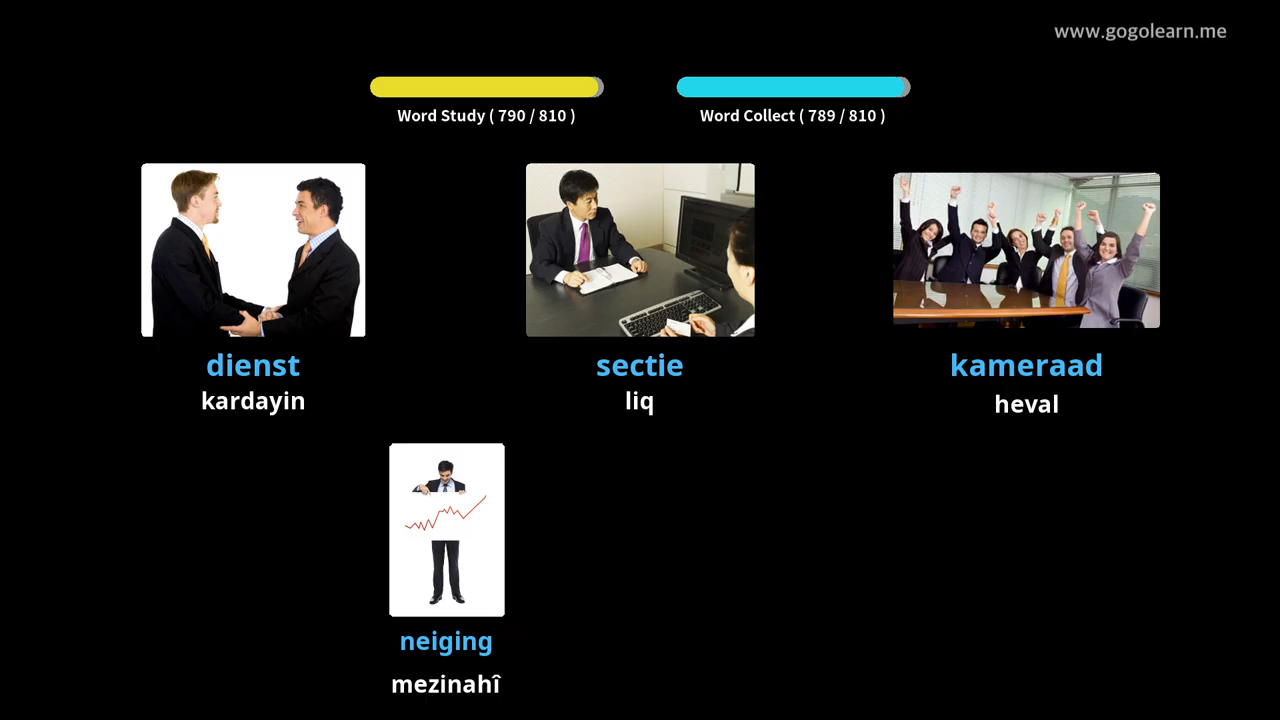 www.gogolearn.me
Word Study ( 790 / 810 )
Word Collect ( 789 / 810 )
dienst
kardayin
sectie
liq
kameraad
heval
neiging
mezinahî